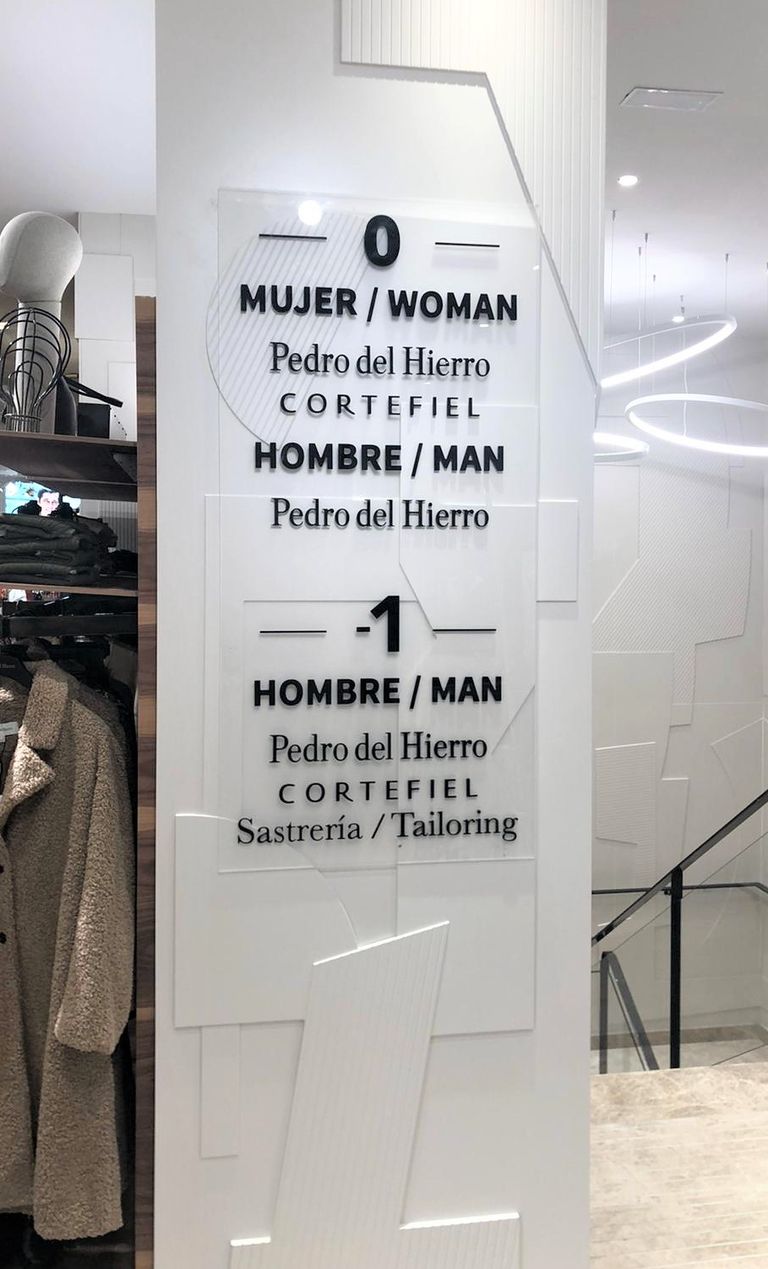 0
MUJER / WOMAN
Pedro del Hierro
CORTEFIEL
HOMBRE / MAN
Pedro del Hierro
-1
HOMBRE / MAN
Pedro del Hierro
CORTEFIEL
Sastrería / Tailoring